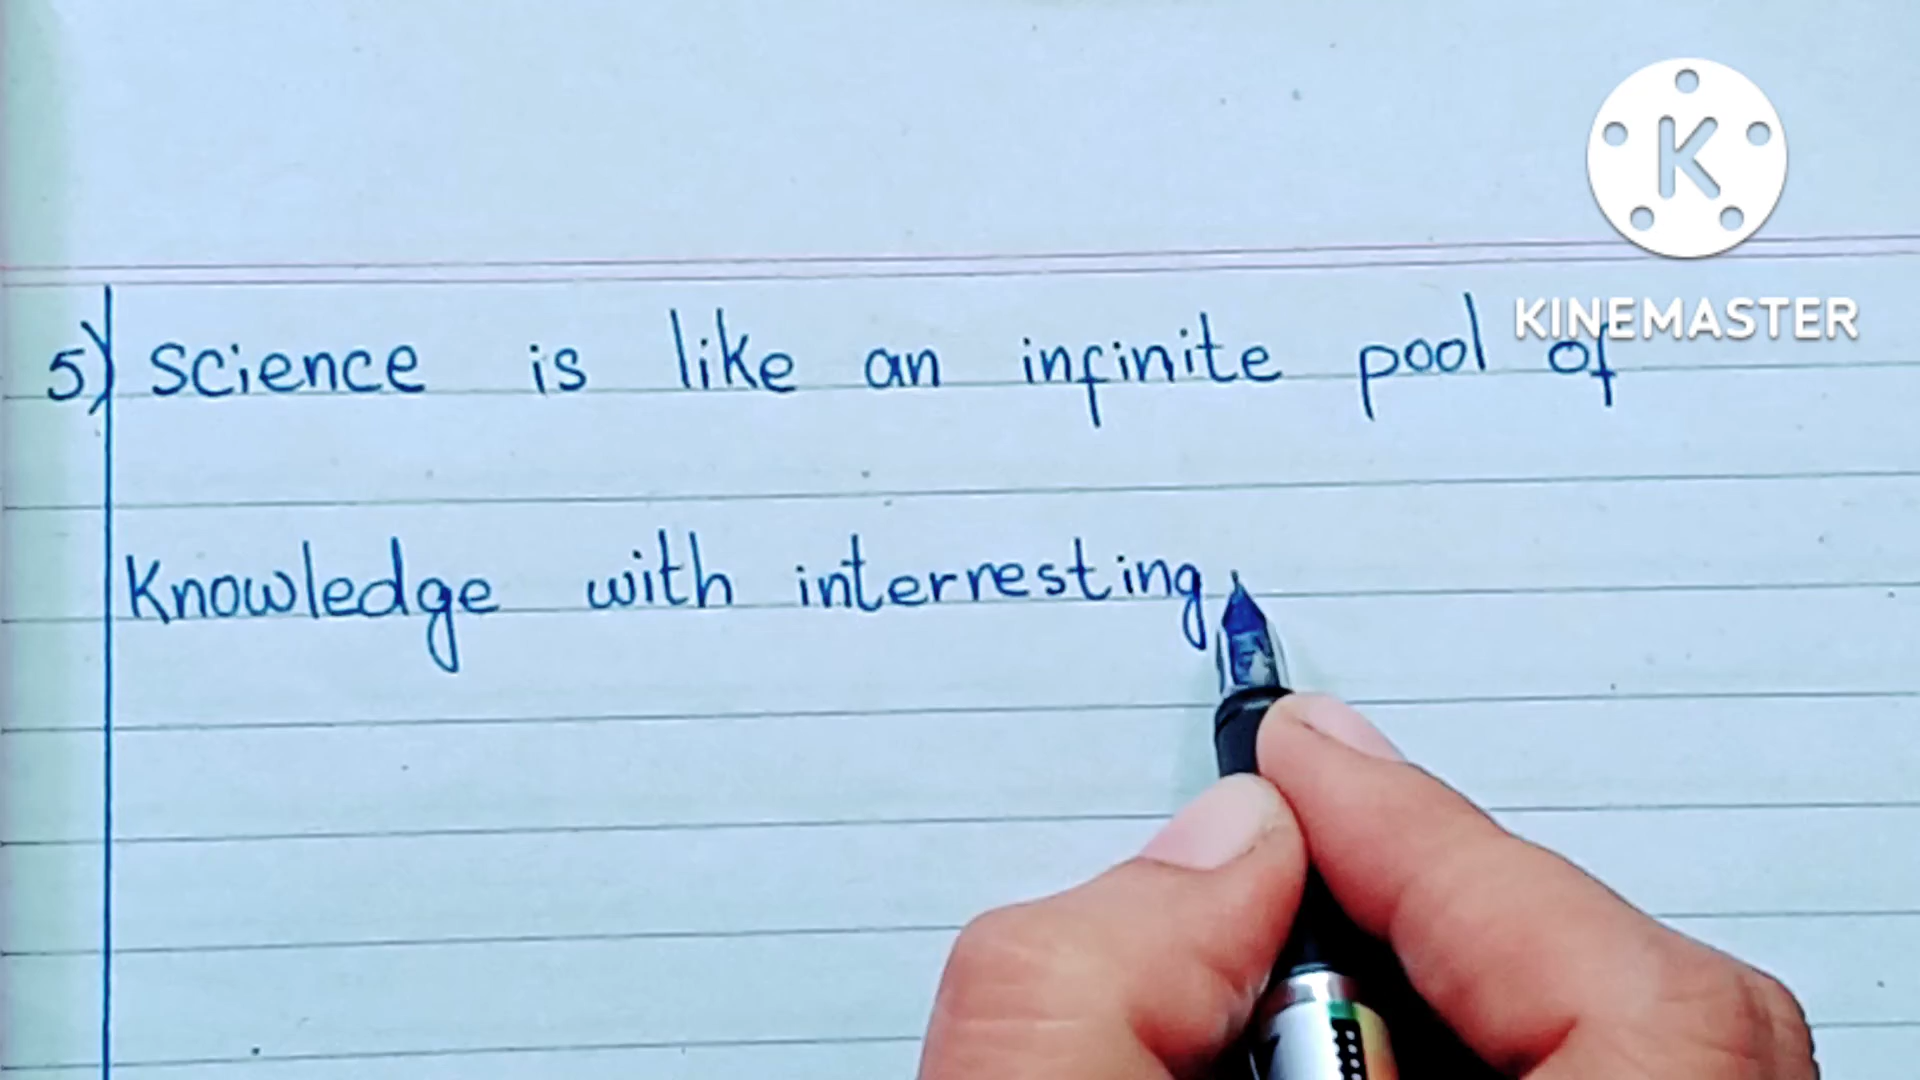 KINEMASTER
5) science is like an infinite pool of
Knowledge with interresting